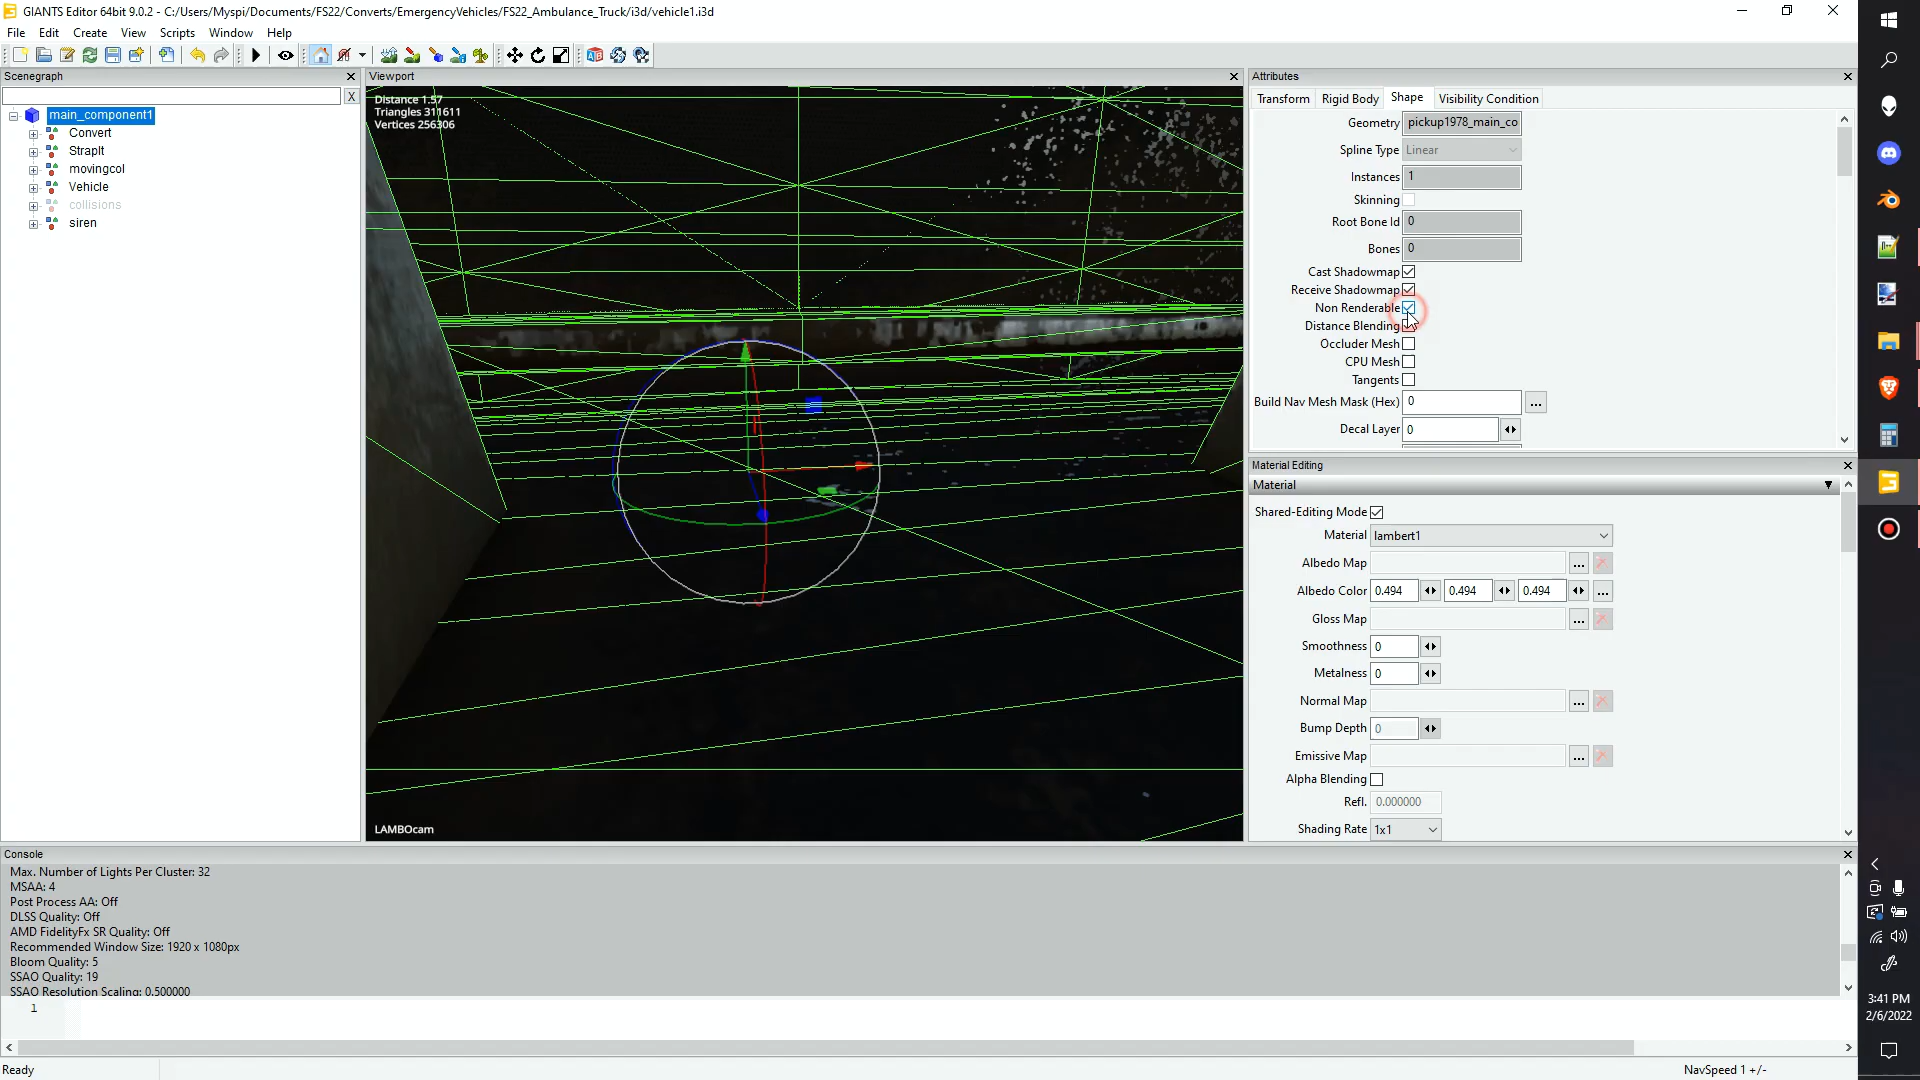 GIANTS Editor 64bit 9.0.2 - C:/Users/Myspi/Documents/FS22/Converts/EmergencyVehicles/FS22_Ambulance_Truck/i3d/vehicle1.i3d
File Edit Create View Scripts Window Help
Scenegraph
X
main_component1
Convert
StrapIt
movingcol
Vehicle
collisions
siren
Viewport
Distance 1.57
Triangles 311611
Vertices 256306
LAMBOcam
Attributes
Transform Rigid Body Shape Visibility Condition
Geometry pickup1978_main_co
Spline Type Linear
Instances 1
Skinning
Root Bone Id 0
Bones 0
Cast Shadowmap
Receive Shadowmap
Non Renderable
Distance Blending
Occluder Mesh
CPU Mesh
Tangents
Build Nav Mesh Mask (Hex) 0 ...
Decal Layer 0
Material Editing
Material
Shared-Editing Mode
Material lambert1
Albedo Map ...
Albedo Color 0.494 0.494 0.494 ...
Gloss Map ...
Smoothness 0
Metalness 0
Normal Map ...
Bump Depth 0
Emissive Map ...
Alpha Blending
Refl. 0.000000
Shading Rate 1x1
Console
Max. Number of Lights Per Cluster: 32
MSAA: 4
Post Process AA: Off
DLSS Quality: Off
AMD FidelityFx SR Quality: Off
Recommended Window Size: 1920 x 1080px
Bloom Quality: 5
SSAO Quality: 19
SSAO Resolution Scaling: 0.500000
1
Ready
NavSpeed 1 +/-
3:41 PM
2/6/2022